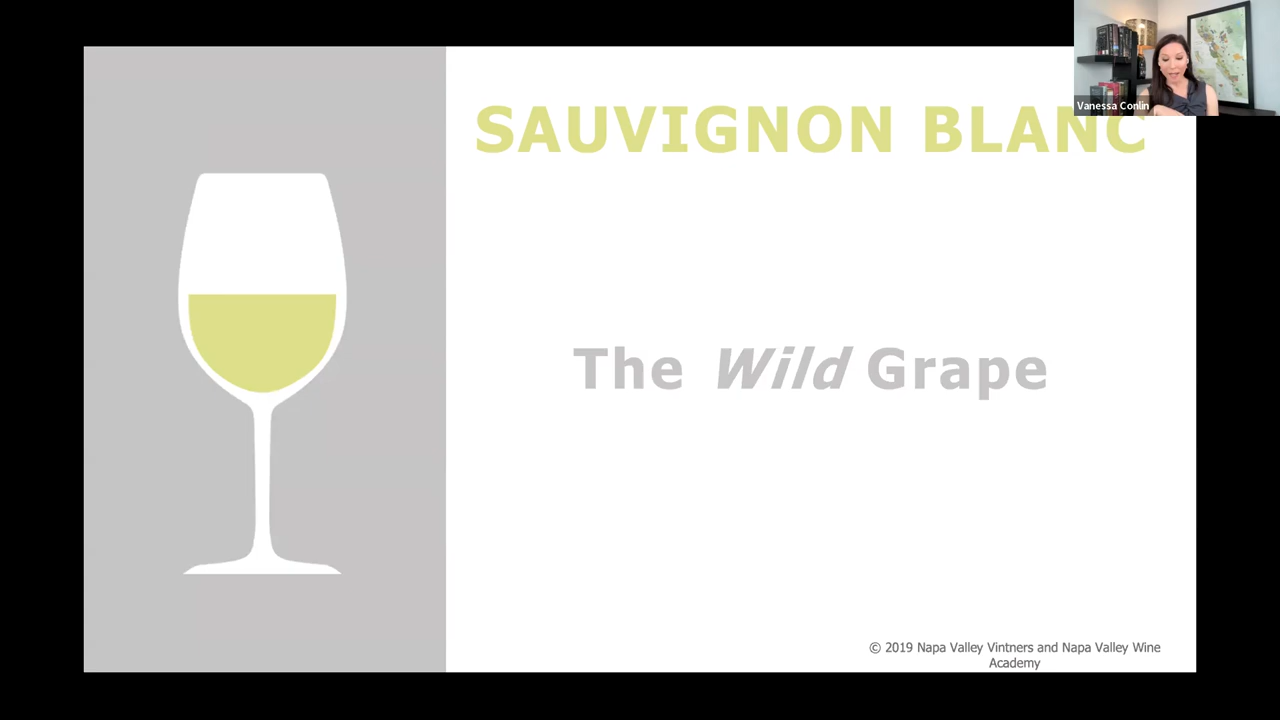 Vanessa Conlin
SAUVIGNON BLANC
The Wild Grape
© 2019 Napa Valley Vintners and Napa Valley Wine
Academy